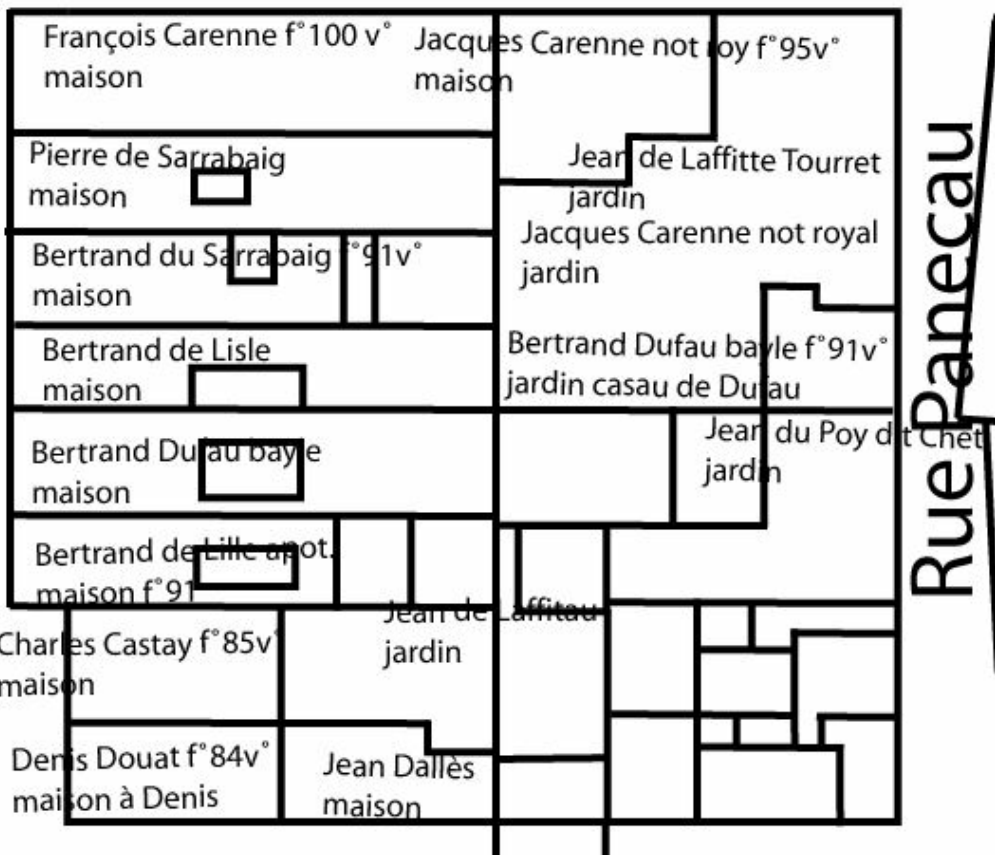 François Carenne f°100 v°
maison
Jacques Carenne not roy f°95v°
maison
Pierre de Sarrabaig
maison
Jean de Laffitte Tourret
jardin
Jacques Carenne not royal
jardin
Bertrand du Sarrabaig f°91v°
maison
Bertrand de Lisle
maison
Bertrand Dufau bayle f°91v°
jardin casau de Dufau
Bertrand Dufau bayle
maison
Jean du Poy dit Chet
jardin
Bertrand de Lille apot.
maison f°91
Jean de Laffitau
jardin
Charles Castay f°85v°
maison
Denis Douat f°84v°
maison à Denis
Jean Dallès
maison
Rue Panecau